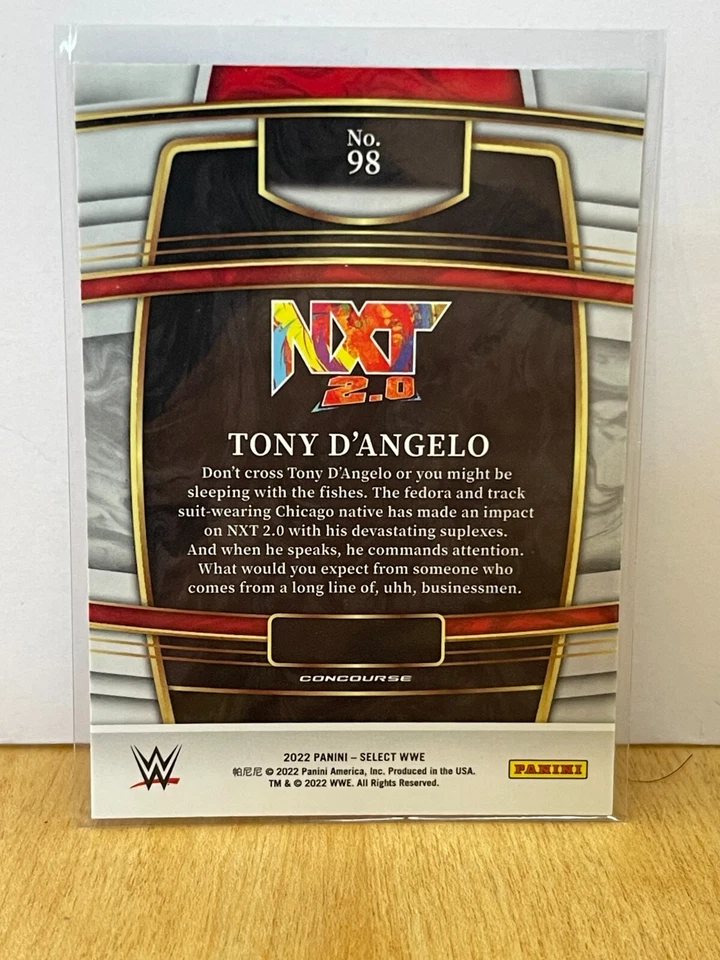 No.
98
NXT
2.0
TONY D'ANGELO
Don't cross Tony D'Angelo or you might be
sleeping with the fishes. The fedora and track
suit-wearing Chicago native has made an impact
on NXT 2.0 with his devastating suplexes.
And when he speaks, he commands attention.
What would you expect from someone who
comes from a long line of, uhh, businessmen.
CONCOURSE
W
2022 PANINI – SELECT WWE
帕尼尼 © 2022 Panini America, Inc. Produced in the USA.
TM & © 2022 WWE. All Rights Reserved.
PANINI